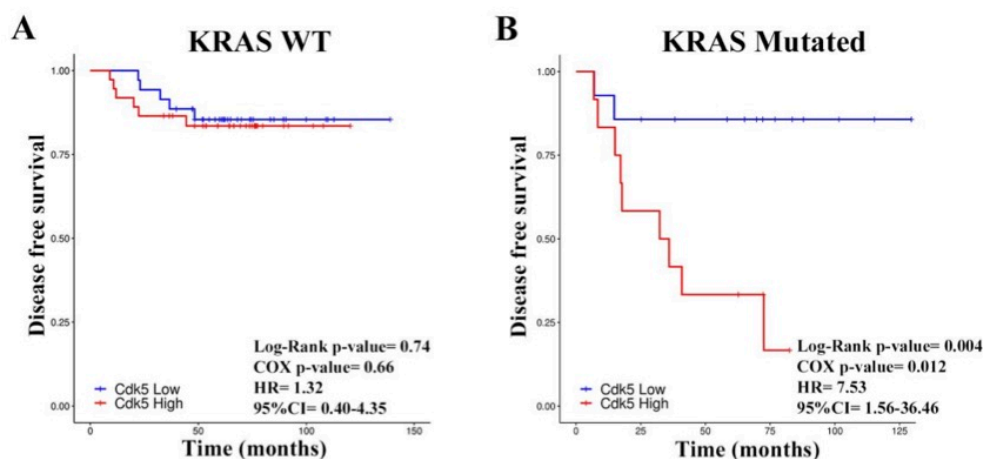 A
KRAS WT
Disease free survival
1.00
0.75
0.50
0.25
0.00
Log-Rank p-value= 0.74
COX p-value= 0.66
HR= 1.32
95%CI= 0.40-4.35
Cdk5 Low
Cdk5 High
0
50
100
150
Time (months)
B
KRAS Mutated
Disease free survival
1.00
0.75
0.50
0.25
0.00
Log-Rank p-value= 0.004
COX p-value= 0.012
HR= 7.53
95%CI= 1.56-36.46
Cdk5 Low
Cdk5 High
0
25
50
75
100
125
Time (months)